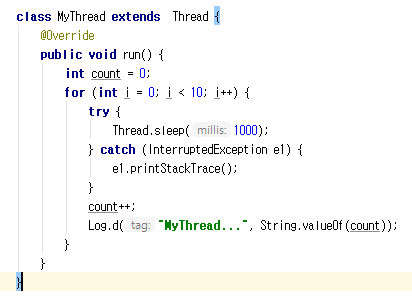 class MyThread extends Thread {
@Override
public void run() {
int count = 0;
for (int i = 0; i < 10; i++) {
try {
Thread.sleep( millis: 1000);
} catch (InterruptedException e1) {
e1.printStackTrace();
}
count++;
Log.d( tag: "MyThread...", String.valueOf(count));
}
}
}